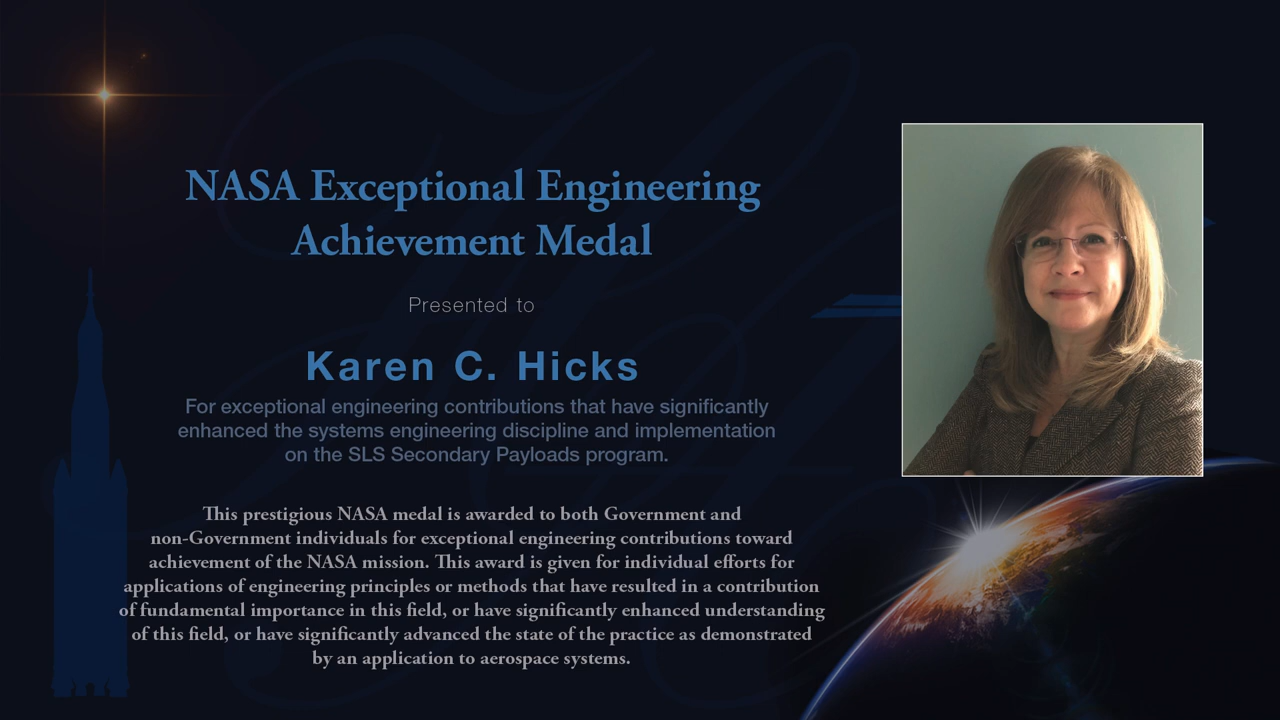 NASA Exceptional Engineering
Achievement Medal
Presented to
Karen C. Hicks
For exceptional engineering contributions that have significantly
enhanced the systems engineering discipline and implementation
on the SLS Secondary Payloads program.
This prestigious NASA medal is awarded to both Government and
non-Government individuals for exceptional engineering contributions toward
achievement of the NASA mission. This award is given for individual efforts for
applications of engineering principles or methods that have resulted in a contribution
of fundamental importance in this field, or have significantly enhanced understanding
of this field, or have significantly advanced the state of the practice as demonstrated
by an application to aerospace systems.